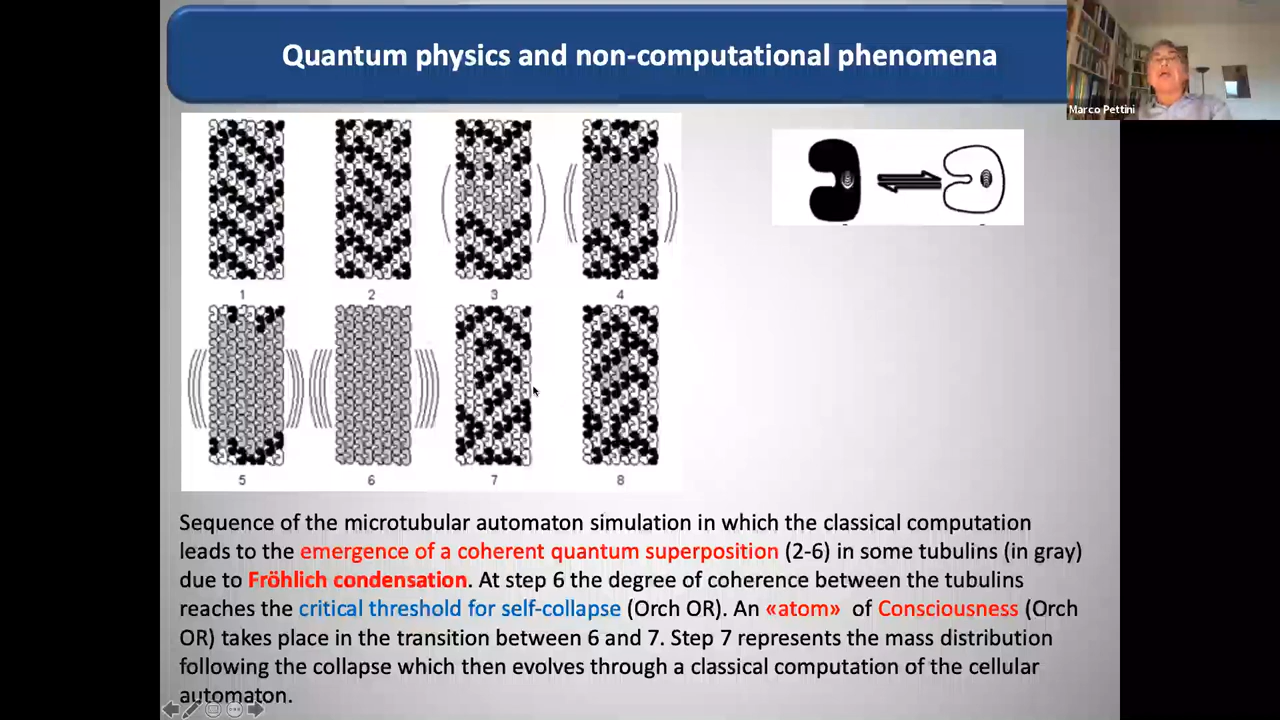 Quantum physics and non-computational phenomena
Marco Pettini
1 2 3 4
5 6 7 8
Sequence of the microtubular automaton simulation in which the classical computation
leads to the emergence of a coherent quantum superposition (2-6) in some tubulins (in gray)
due to Fröhlich condensation. At step 6 the degree of coherence between the tubulins
reaches the critical threshold for self-collapse (Orch OR). An «atom» of Consciousness (Orch
OR) takes place in the transition between 6 and 7. Step 7 represents the mass distribution
following the collapse which then evolves through a classical computation of the cellular
automaton.